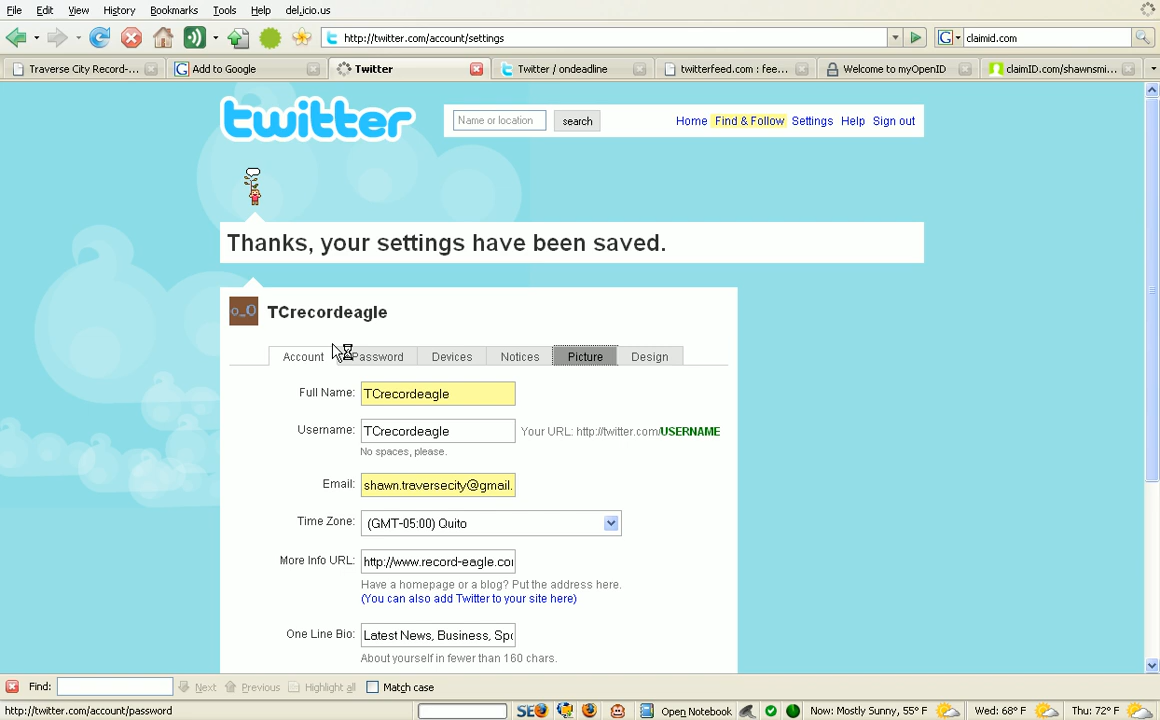 File Edit View History Bookmarks Tools Help del.icio.us
http://twitter.com/account/settings
G claimid.com
Traverse City Record-...
G Add to Google
Twitter
Twitter / ondeadline
twitterfeed.com : fee...
Welcome to myOpenID
claimID.com/shawnsmi...
twitter
Name or location
search
Home Find & Follow Settings Help Sign out
Thanks, your settings have been saved.
o_O
TCrecordeagle
Account Password Devices Notices Picture Design
Full Name: TCrecordeagle
Username: TCrecordeagle Your URL: http://twitter.com/USERNAME
No spaces, please.
Email: shawn.traversecity@gmail.
Time Zone: (GMT-05:00) Quito
More Info URL: http://www.record-eagle.co
Have a homepage or a blog? Put the address here.
(You can also add Twitter to your site here)
One Line Bio: Latest News, Business, Spo
About yourself in fewer than 160 chars.
Find: Next Previous Highlight all Match case
http://twitter.com/account/password
SE Open Notebook Now: Mostly Sunny, 55° F Wed: 68° F Thu: 72° F